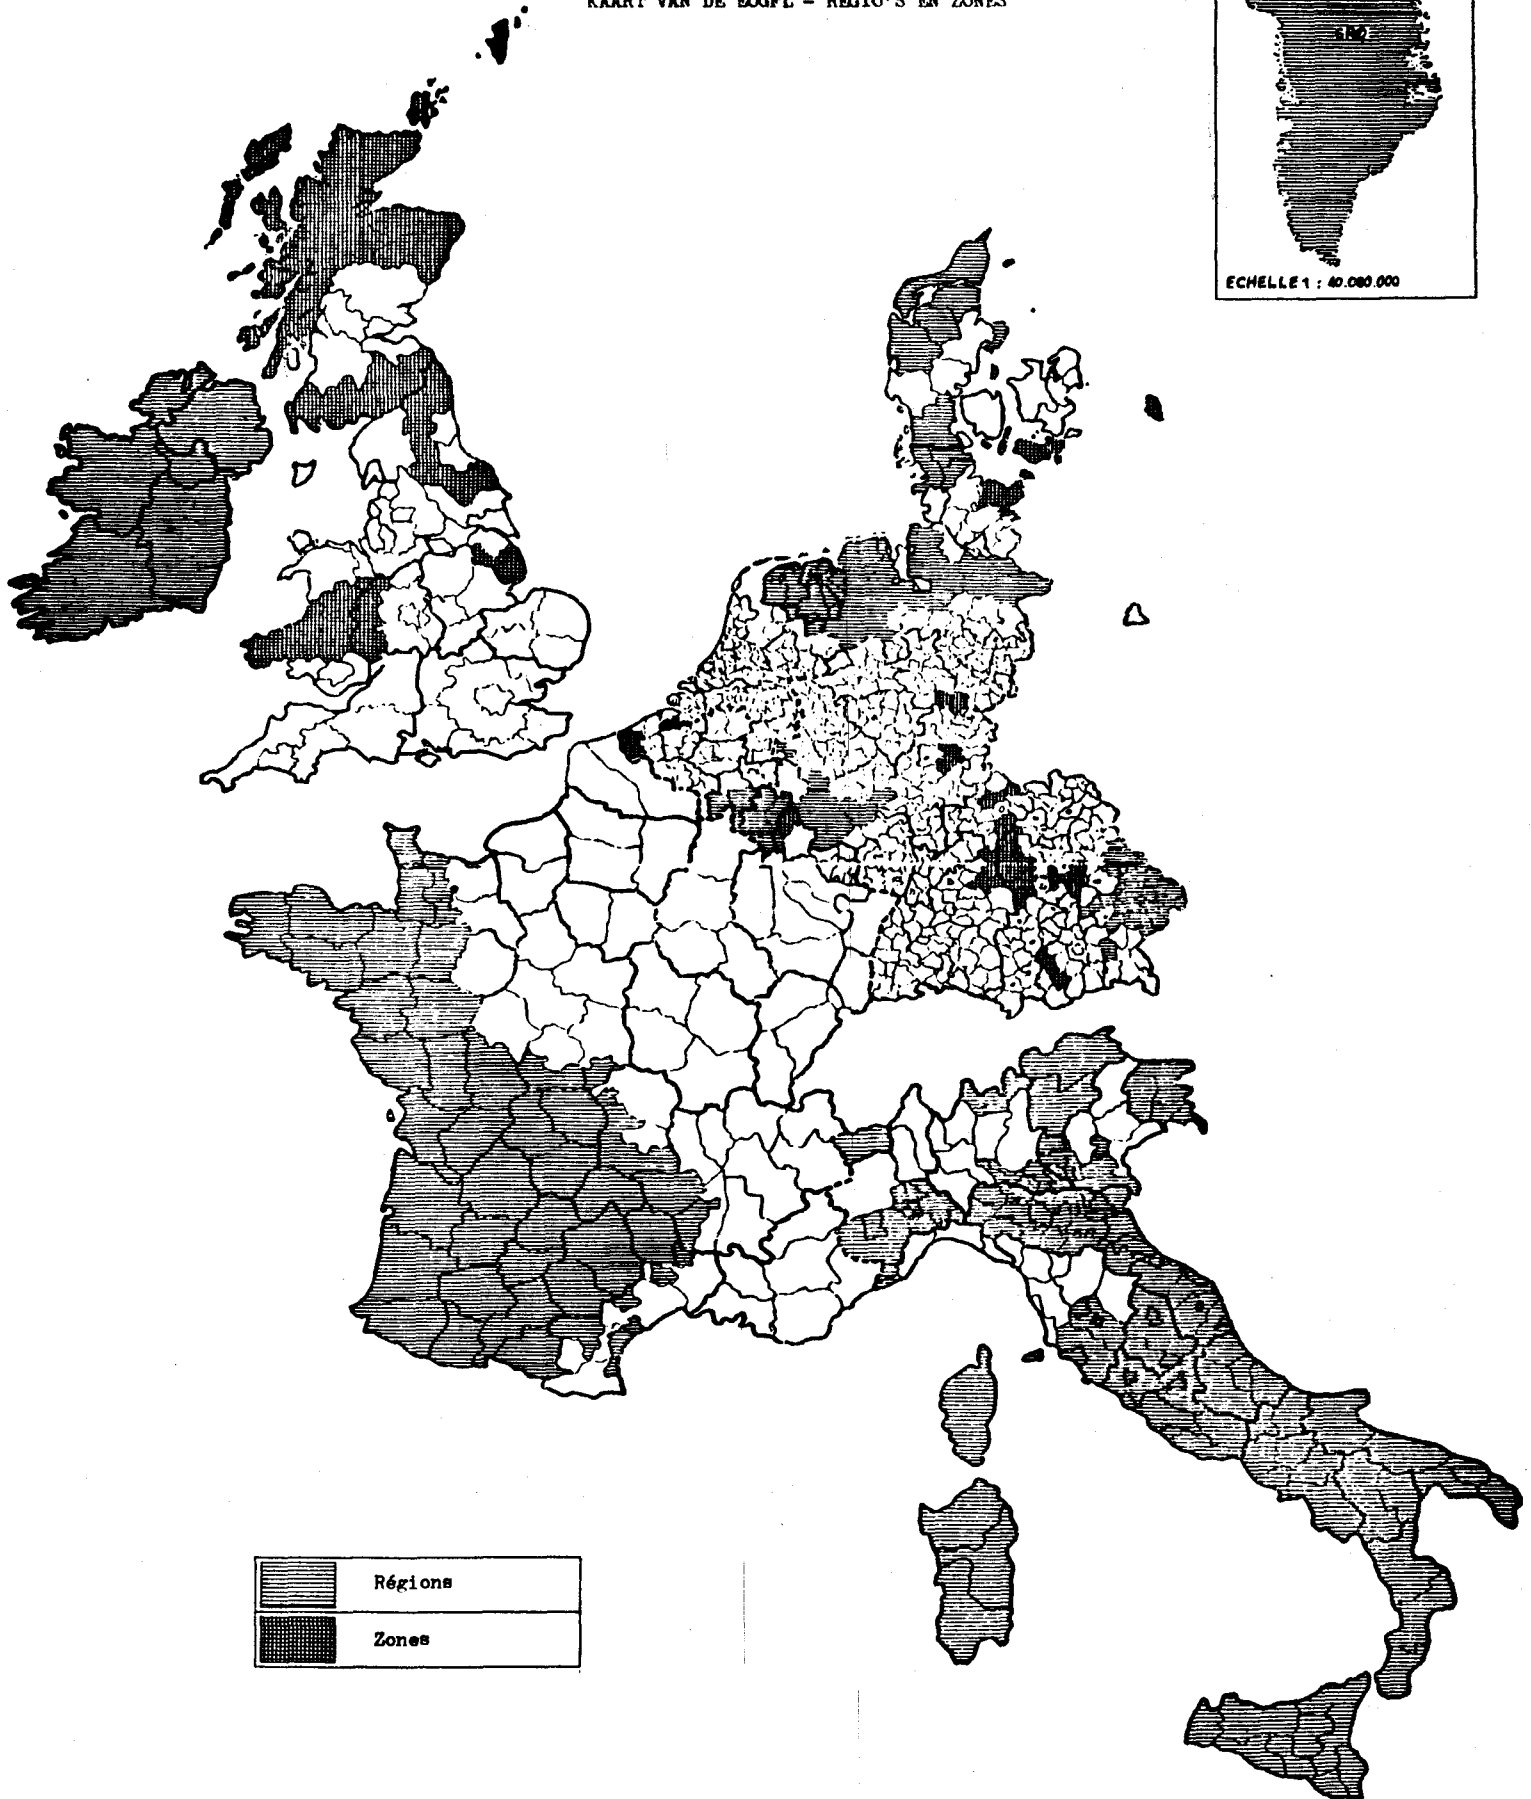 KAART VAN DE EOGFL - REGIO'S EN ZONES
ECHELLE 1 : 40.000.000
Régions
Zones